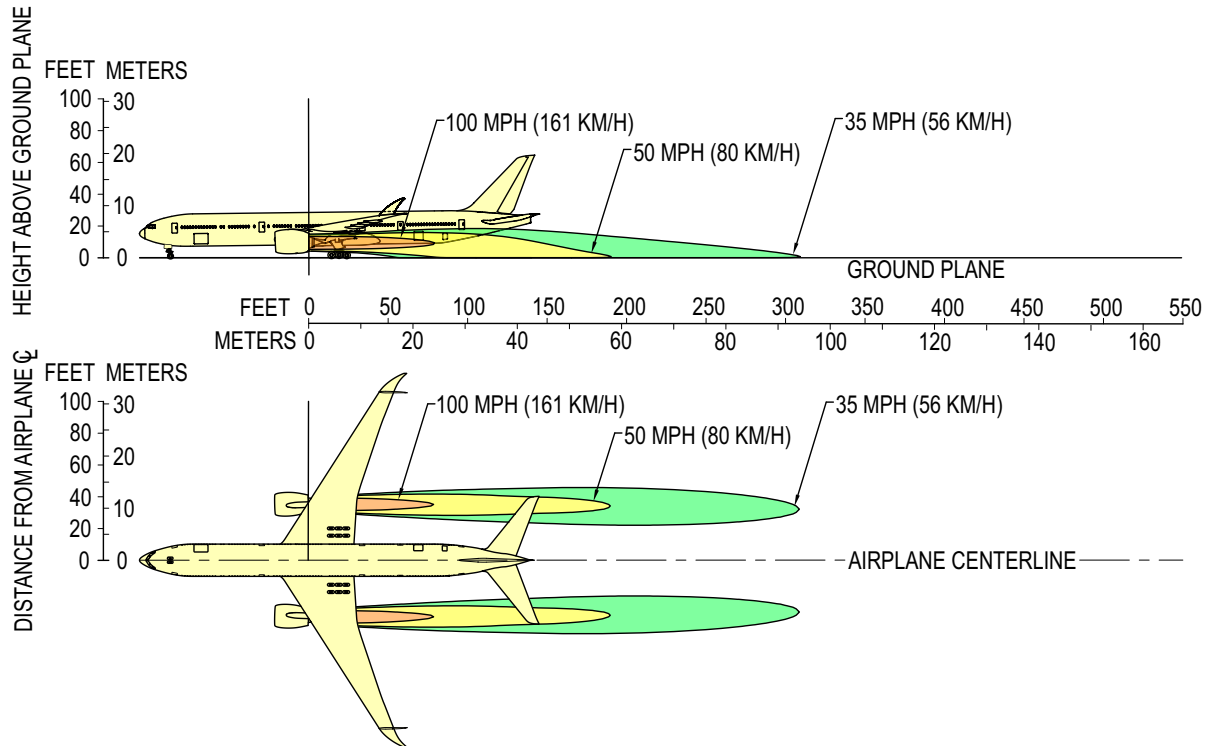 HEIGHT ABOVE GROUND PLANE
FEET METERS
100 30
80
60 20
40 10
20
0 0
100 MPH (161 KM/H)
50 MPH (80 KM/H)
35 MPH (56 KM/H)
GROUND PLANE
FEET 0 50 100 150 200 250 300 350 400 450 500 550
METERS 0 20 40 60 80 100 120 140 160
DISTANCE FROM AIRPLANE ℄
FEET METERS
100 30
80
60 20
40 10
20
0 0
100 MPH (161 KM/H)
50 MPH (80 KM/H)
35 MPH (56 KM/H)
AIRPLANE CENTERLINE